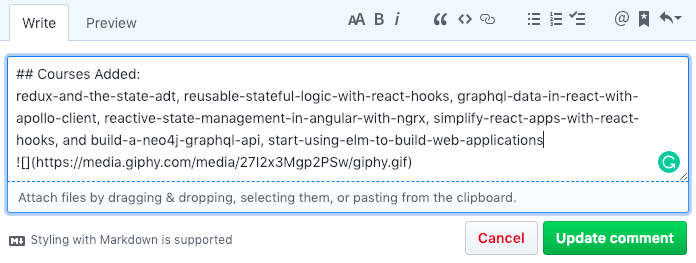 Write Preview AA B i @
## Courses Added:
redux-and-the-state-adt, reusable-stateful-logic-with-react-hooks, graphql-data-in-react-with-
apollo-client, reactive-state-management-in-angular-with-ngrx, simplify-react-apps-with-react-
hooks, and build-a-neo4j-graphql-api, start-using-elm-to-build-web-applications
![](https://media.giphy.com/media/27I2x3Mgp2PSw/giphy.gif)
Attach files by dragging & dropping, selecting them, or pasting from the clipboard.
Styling with Markdown is supported
Cancel
Update comment